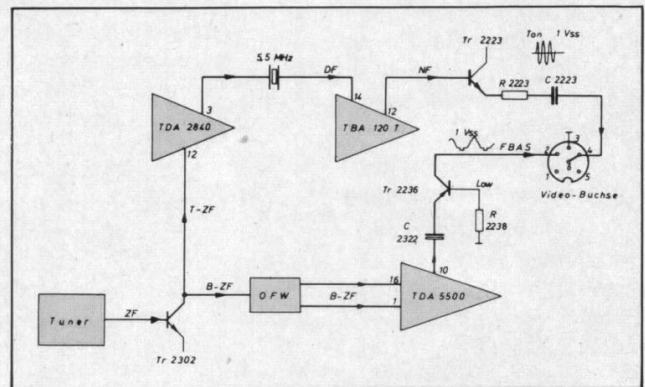 Tr 2223
Ton 1 Vss
5,5 MHz
DF
NF
R 2223
C 2223
3
14
12
TDA 2840
TBA 120 T
12
1 Vss
FBAS
2
3
4
1
5
Video-Buchse
Tr 2236
Low
R
2238
T-ZF
C
2322
10
B-ZF
OFW
16
B-ZF
1
TDA 5500
Tuner
ZF
Tr 2302